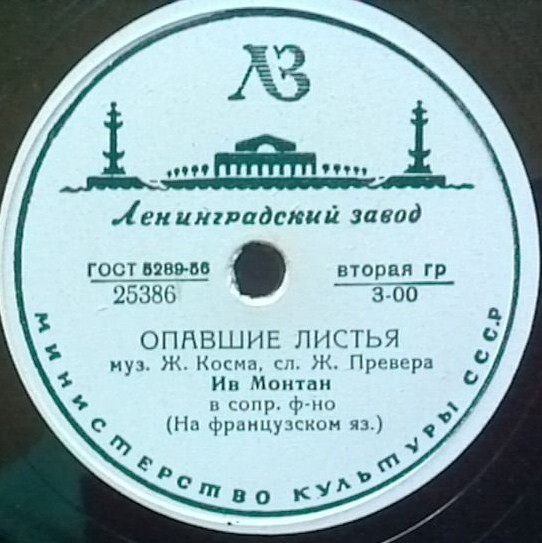 ЛЗ
Ленинградский завод
ГОСТ 5289-56
25386
вторая гр
3-00
ОПАВШИЕ ЛИСТЬЯ
муз. Ж. Косма, сл. Ж. Превера
Ив Монтан
в сопр. ф-но
(На французском яз.)
МИНИСТЕРСТВО КУЛЬТУРЫ СССР